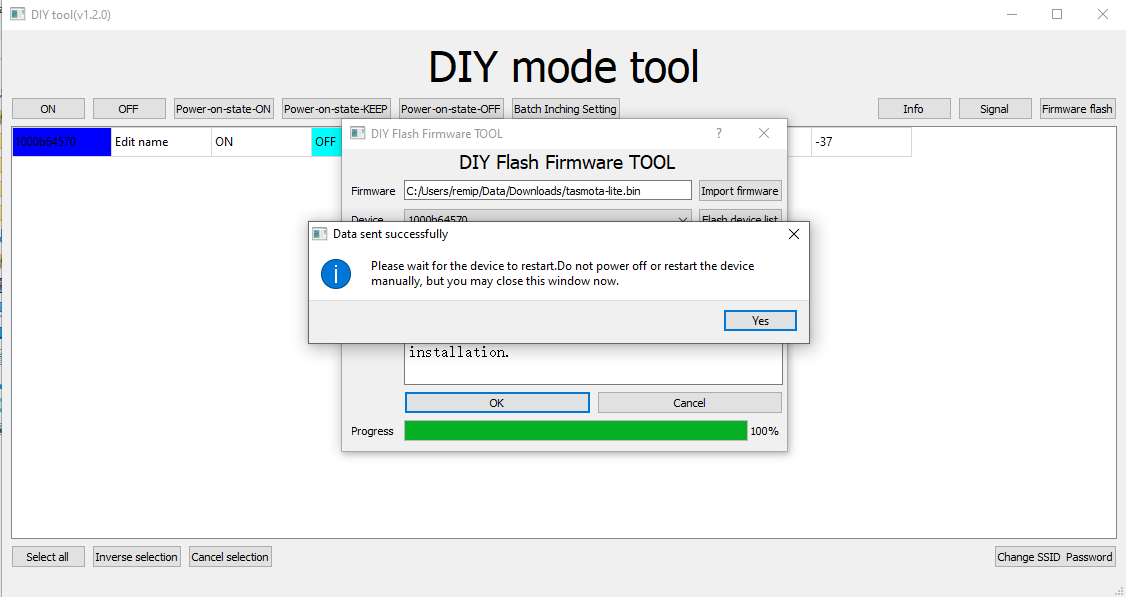 DIY tool(v1.2.0)
DIY mode tool
ON OFF Power-on-state-ON Power-on-state-KEEP Power-on-state-OFF Batch Inching Setting Info Signal Firmware flash
1000b64570 Edit name ON OFF -37
DIY Flash Firmware TOOL ?
DIY Flash Firmware TOOL
Firmware C:/Users/remip/Data/Downloads/tasmota-lite.bin Import firmware
Device 1000b64570 Flash device list
Data sent successfully
Please wait for the device to restart.Do not power off or restart the device
manually, but you may close this window now.
Yes
installation.
OK Cancel
Progress 100%
Select all Inverse selection Cancel selection Change SSID Password